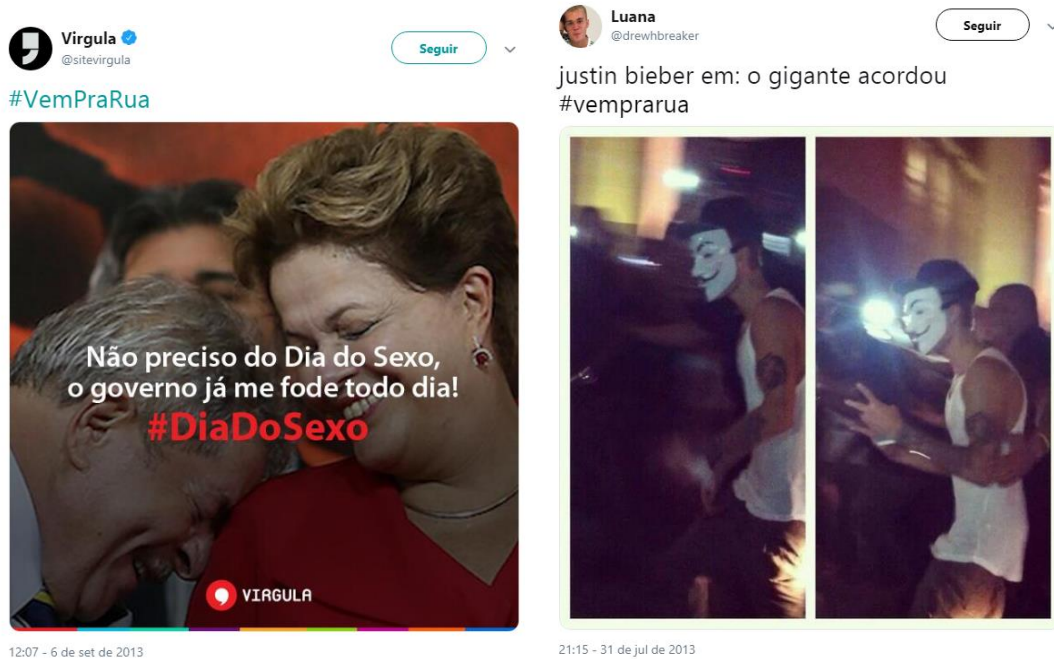 Virgula
@sitevirgula
Seguir
#VemPraRua
Não preciso do Dia do Sexo,
o governo já me fode todo dia!
#DiaDoSexo
VIRGULA
12:07 - 6 de set de 2013
Luana
@drewhbreaker
Seguir
justin bieber em: o gigante acordou
#vemprarua
21:15 - 31 de jul de 2013